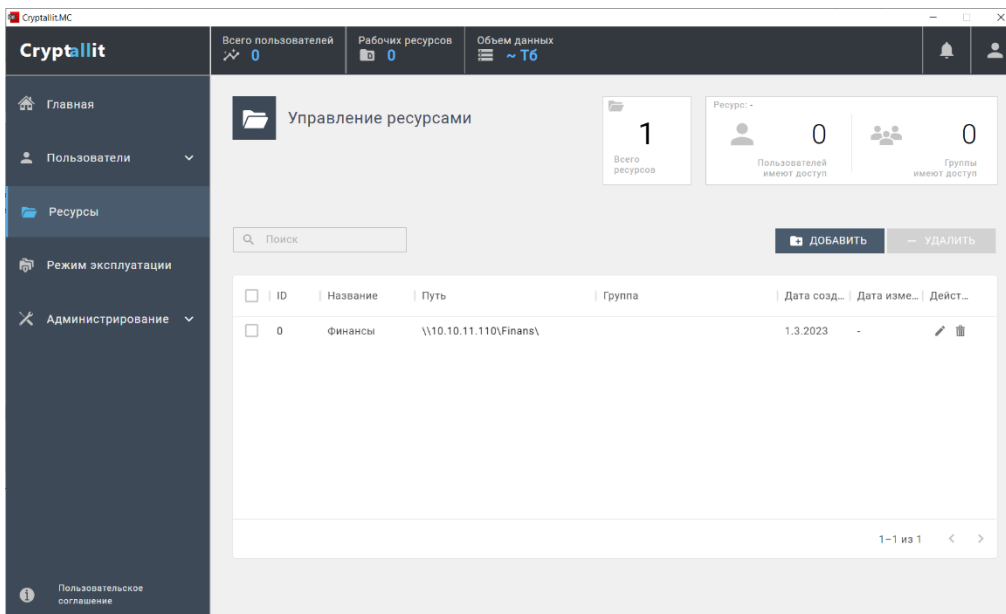 Cryptallit.MC
Cryptallit
Всего пользователей
0
Рабочих ресурсов
0
Объем данных
~ Тб
Главная
Пользователи
Ресурсы
Режим эксплуатации
Администрирование
Пользовательское
соглашение
Управление ресурсами
1
Всего
ресурсов
Ресурс: -
0
Пользователей
имеют доступ
0
Группы
имеют доступ
Поиск
ДОБАВИТЬ
УДАЛИТЬ
ID Название Путь Группа Дата созд... Дата изме... Дейст...
0 Финансы \\10.10.11.110\Finans\ 1.3.2023 -
1–1 из 1